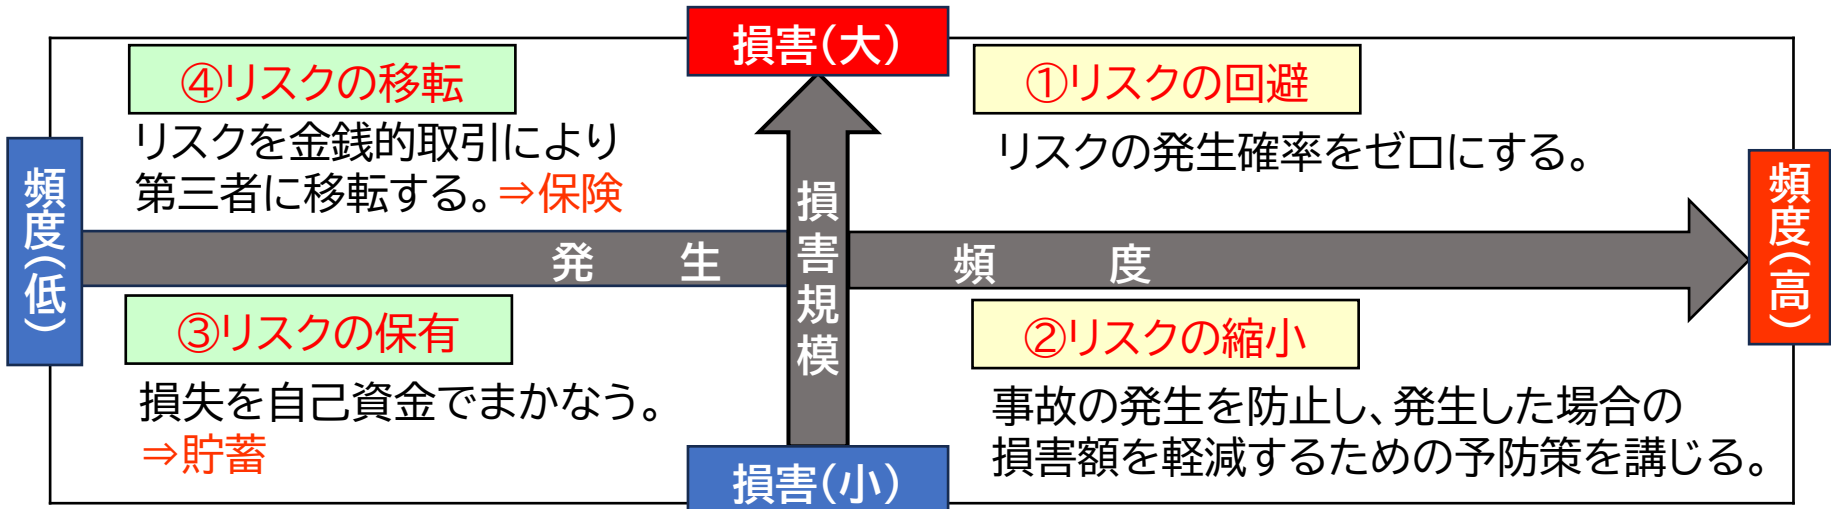 損害(大)
④リスクの移転
リスクを金銭的取引により
第三者に移転する。⇒保険
①リスクの回避
リスクの発生確率をゼロにする。
頻度(低)
発生頻度
損害規模
頻度(高)
③リスクの保有
損失を自己資金でまかなう。
⇒貯蓄
②リスクの縮小
事故の発生を防止し、発生した場合の
損害額を軽減するための予防策を講じる。
損害(小)